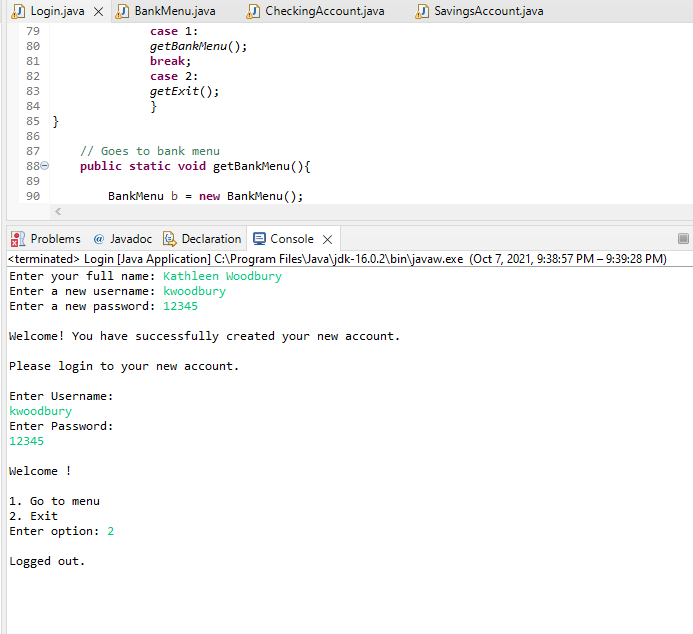 Login.java BankMenu.java CheckingAccount.java SavingsAccount.java
79 case 1:
80 getBankMenu();
81 break;
82 case 2:
83 getExit();
84 }
85 }
86
87 // Goes to bank menu
88 public static void getBankMenu(){
89
90 BankMenu b = new BankMenu();
Problems @ Javadoc Declaration Console
<terminated> Login [Java Application] C:\Program Files\Java\jdk-16.0.2\bin\javaw.exe (Oct 7, 2021, 9:38:57 PM – 9:39:28 PM)
Enter your full name: Kathleen Woodbury
Enter a new username: kwoodbury
Enter a new password: 12345
Welcome! You have successfully created your new account.
Please login to your new account.
Enter Username:
kwoodbury
Enter Password:
12345
Welcome !
1. Go to menu
2. Exit
Enter option: 2
Logged out.